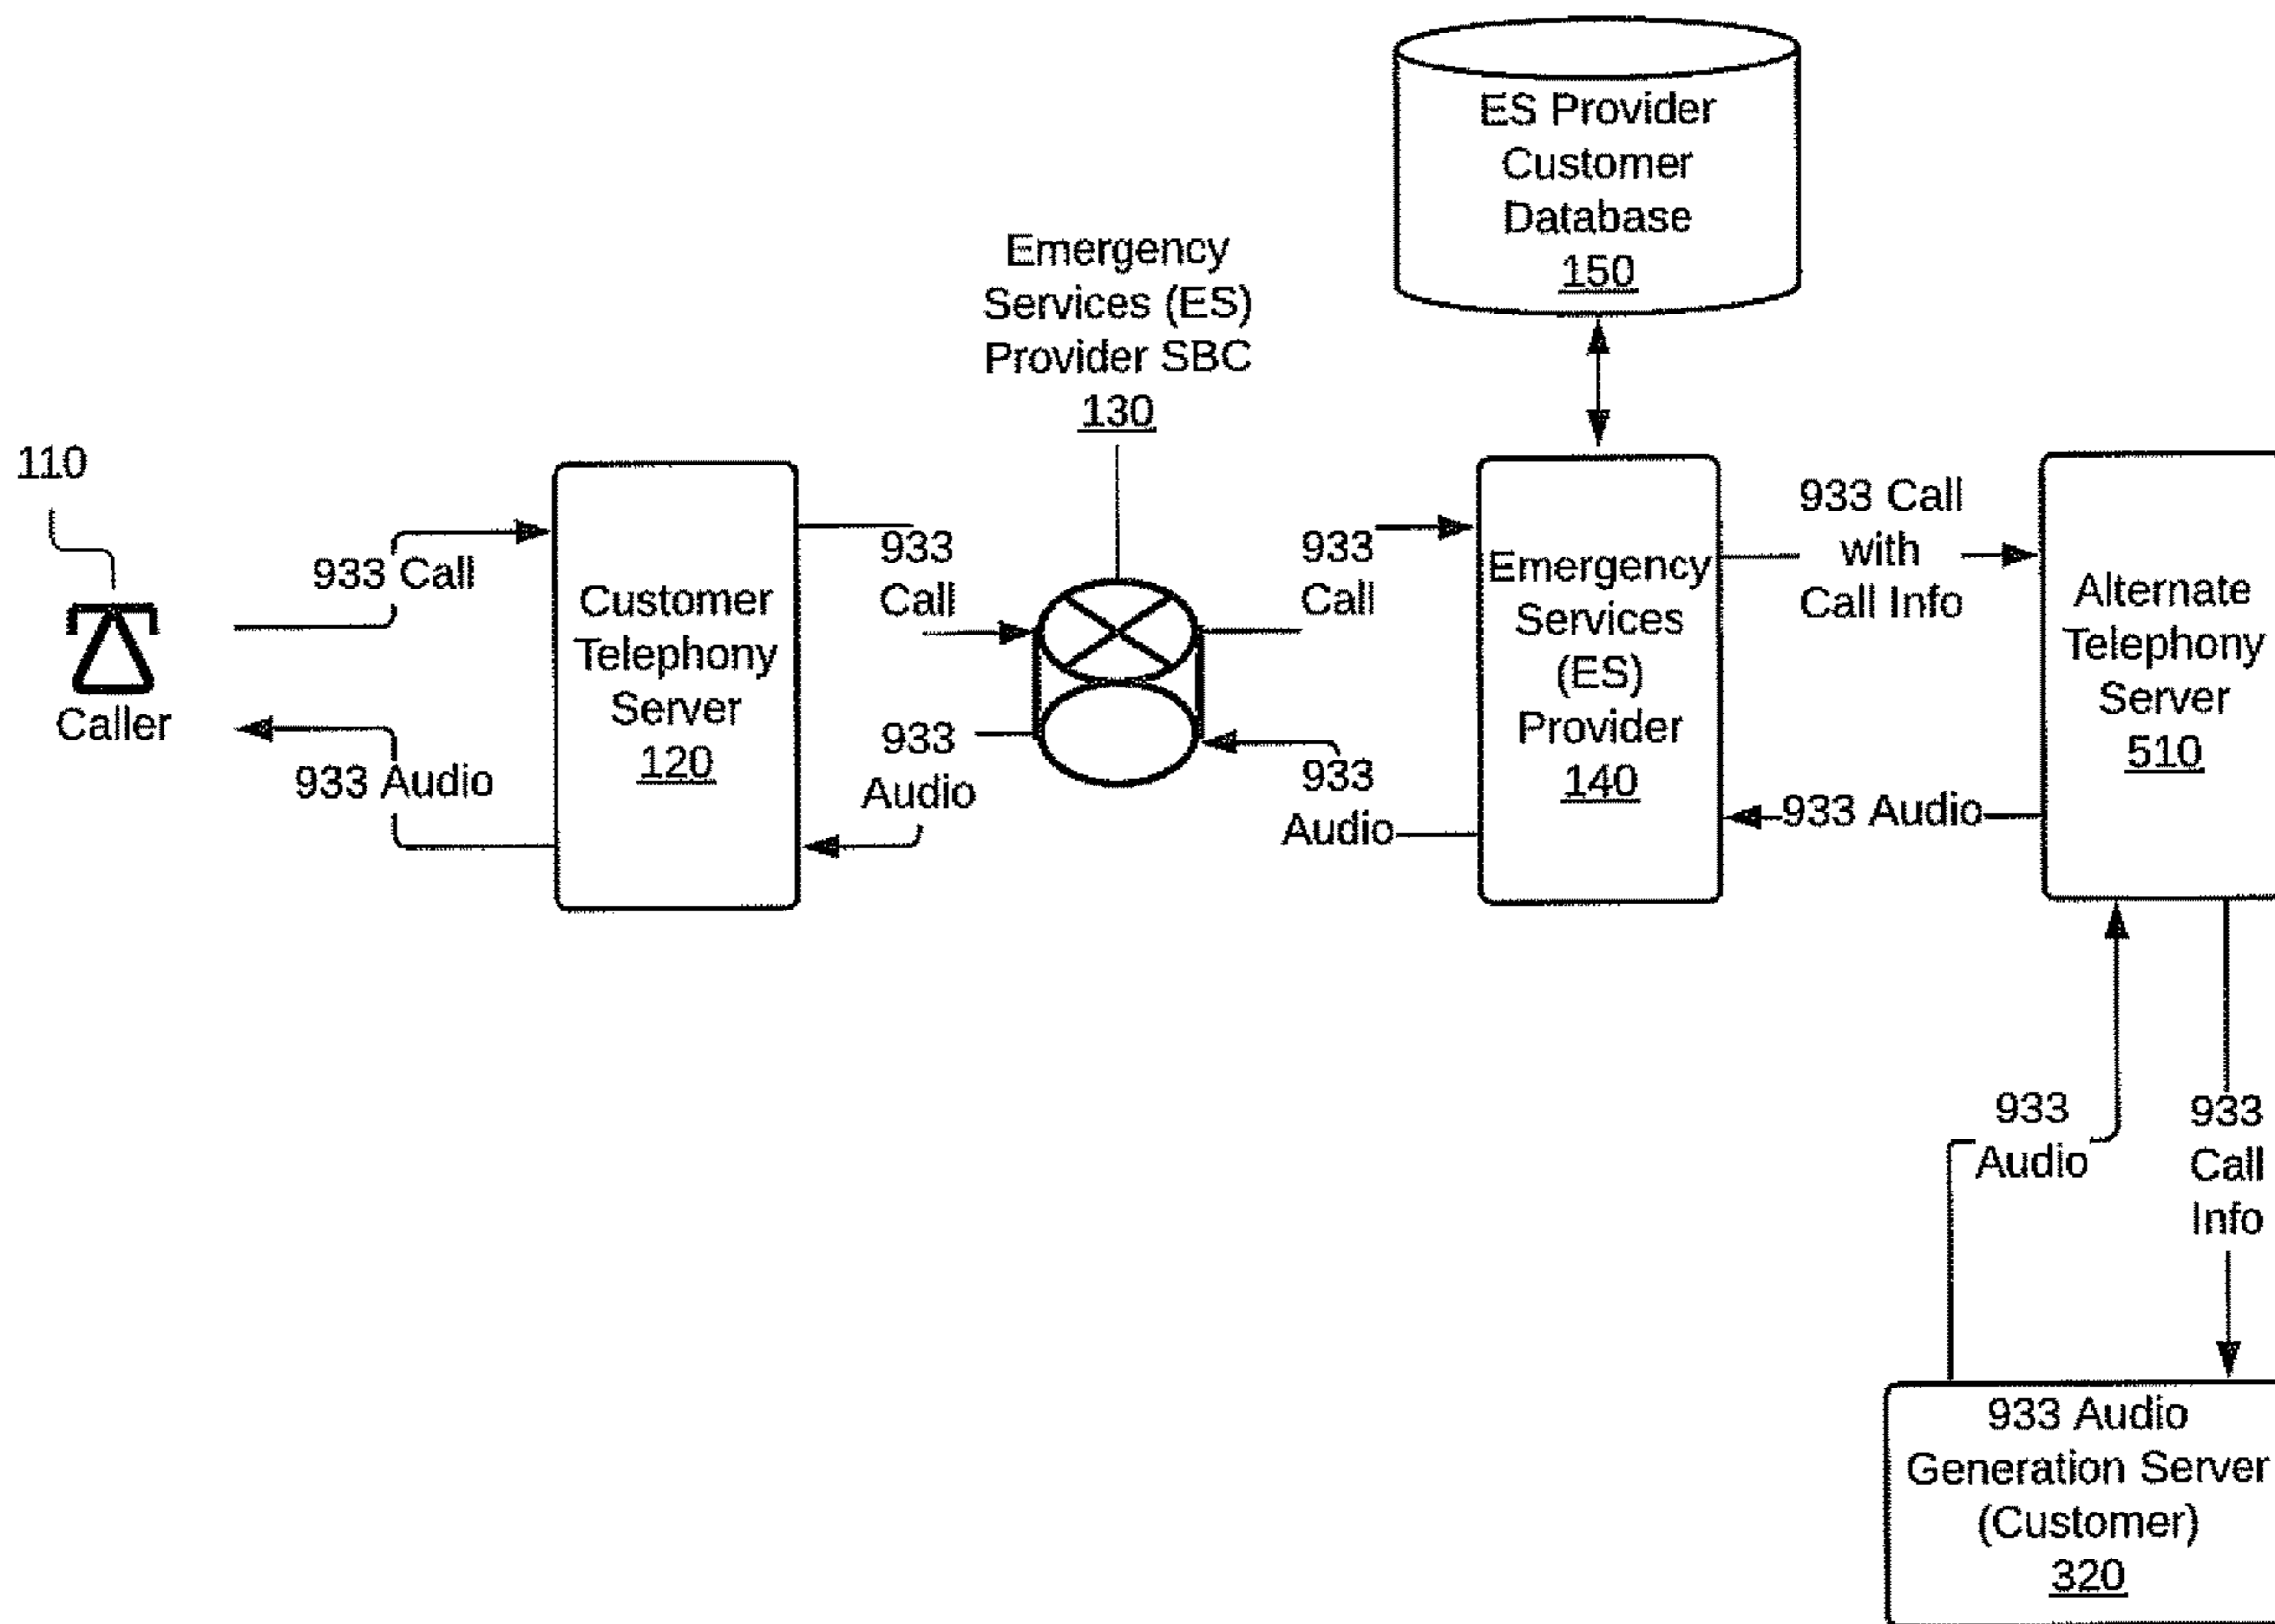 ES Provider
Customer
Database
150
Emergency
Services (ES)
Provider SBC
130
110
Caller
933 Call
933 Audio
Customer
Telephony
Server
120
933
Call
933
Audio
933
Call
933
Audio
Emergency
Services
(ES)
Provider
140
933 Call
with
Call Info
933 Audio
Alternate
Telephony
Server
510
933
Audio
933
Call
Info
933 Audio
Generation Server
(Customer)
320